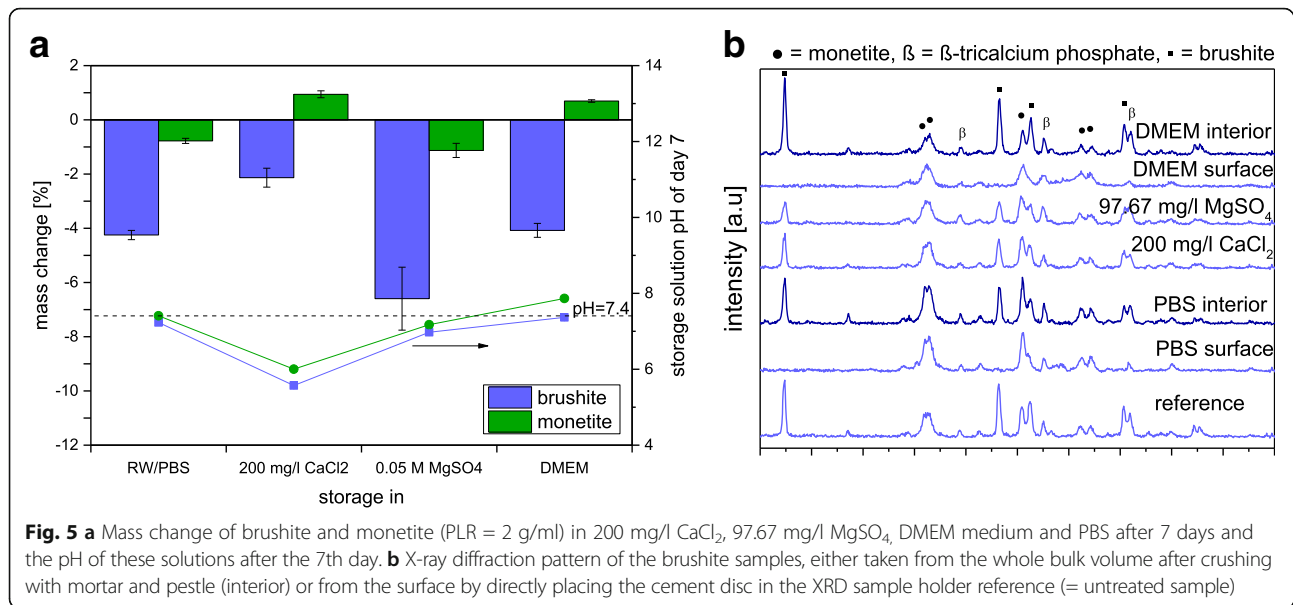 a
2
0
-2
-4
-6
-8
-10
-12
mass change [%]
14
12
10
8
6
4
storage solution pH of day 7
pH=7.4
brushite
monetite
RW/PBS 200 mg/l CaCl2 0.05 M MgSO4 DMEM
storage in
b
● = monetite, ß = ß-tricalcium phosphate, ▪ = brushite
intensity [a.u]
β β β
DMEM interior
DMEM surface
97.67 mg/l MgSO₄
200 mg/l CaCl₂
PBS interior
PBS surface
reference
Fig. 5 a Mass change of brushite and monetite (PLR = 2 g/ml) in 200 mg/l CaCl₂, 97.67 mg/l MgSO₄, DMEM medium and PBS after 7 days and
the pH of these solutions after the 7th day. b X-ray diffraction pattern of the brushite samples, either taken from the whole bulk volume after crushing
with mortar and pestle (interior) or from the surface by directly placing the cement disc in the XRD sample holder reference (= untreated sample)